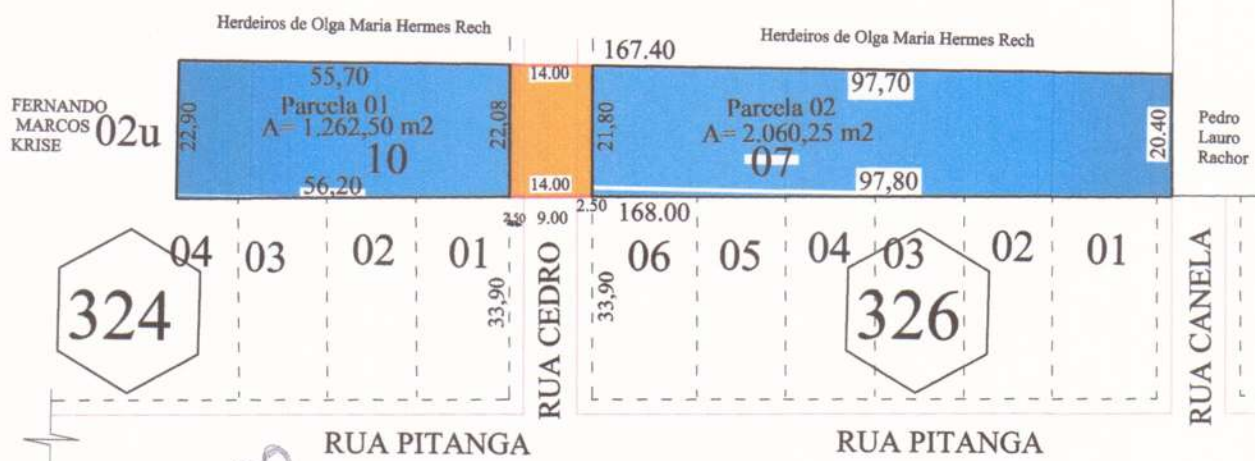 Herdeiros de Olga Maria Hermes Rech
Herdeiros de Olga Maria Hermes Rech
167.40
55,70
14.00
97,70
FERNANDO
MARCOS
KRISE
02u
22,90
Parcela 01
A= 1.262,50 m2
10
22,08
21,80
Parcela 02
A= 2.060,25 m2
07
20.40
Pedro
Lauro
Rachor
56,20
14.00
97,80
2.50
9.00
2.50
168.00
04
03
02
01
06
05
04
03
02
01
324
33,90
RUA CEDRO
33,90
326
RUA CANELA
RUA PITANGA
RUA PITANGA